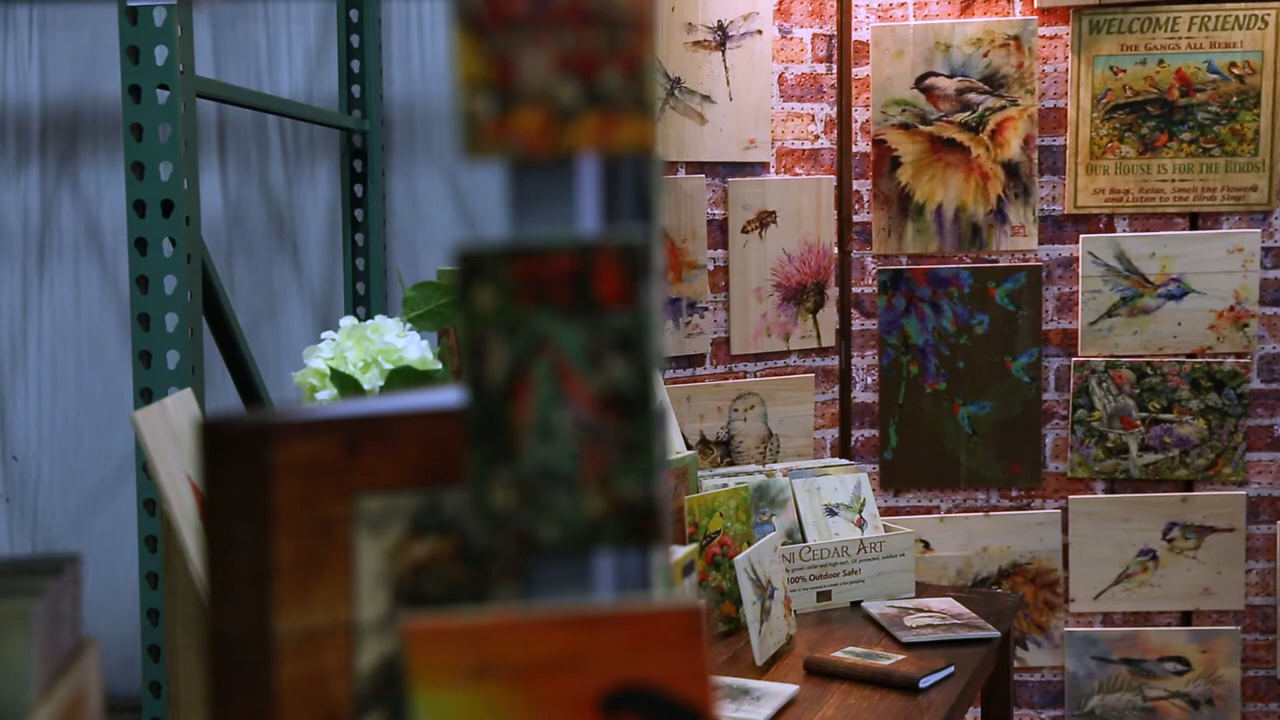 WELCOME FRIENDS
THE GANGS ALL HERE!
OUR HOUSE IS FOR THE BIRDS!
Sit Back, Relax, Smell the Flowers
and Listen to the Birds Sing!
NI CEDAR ART
100% Outdoor Safe!